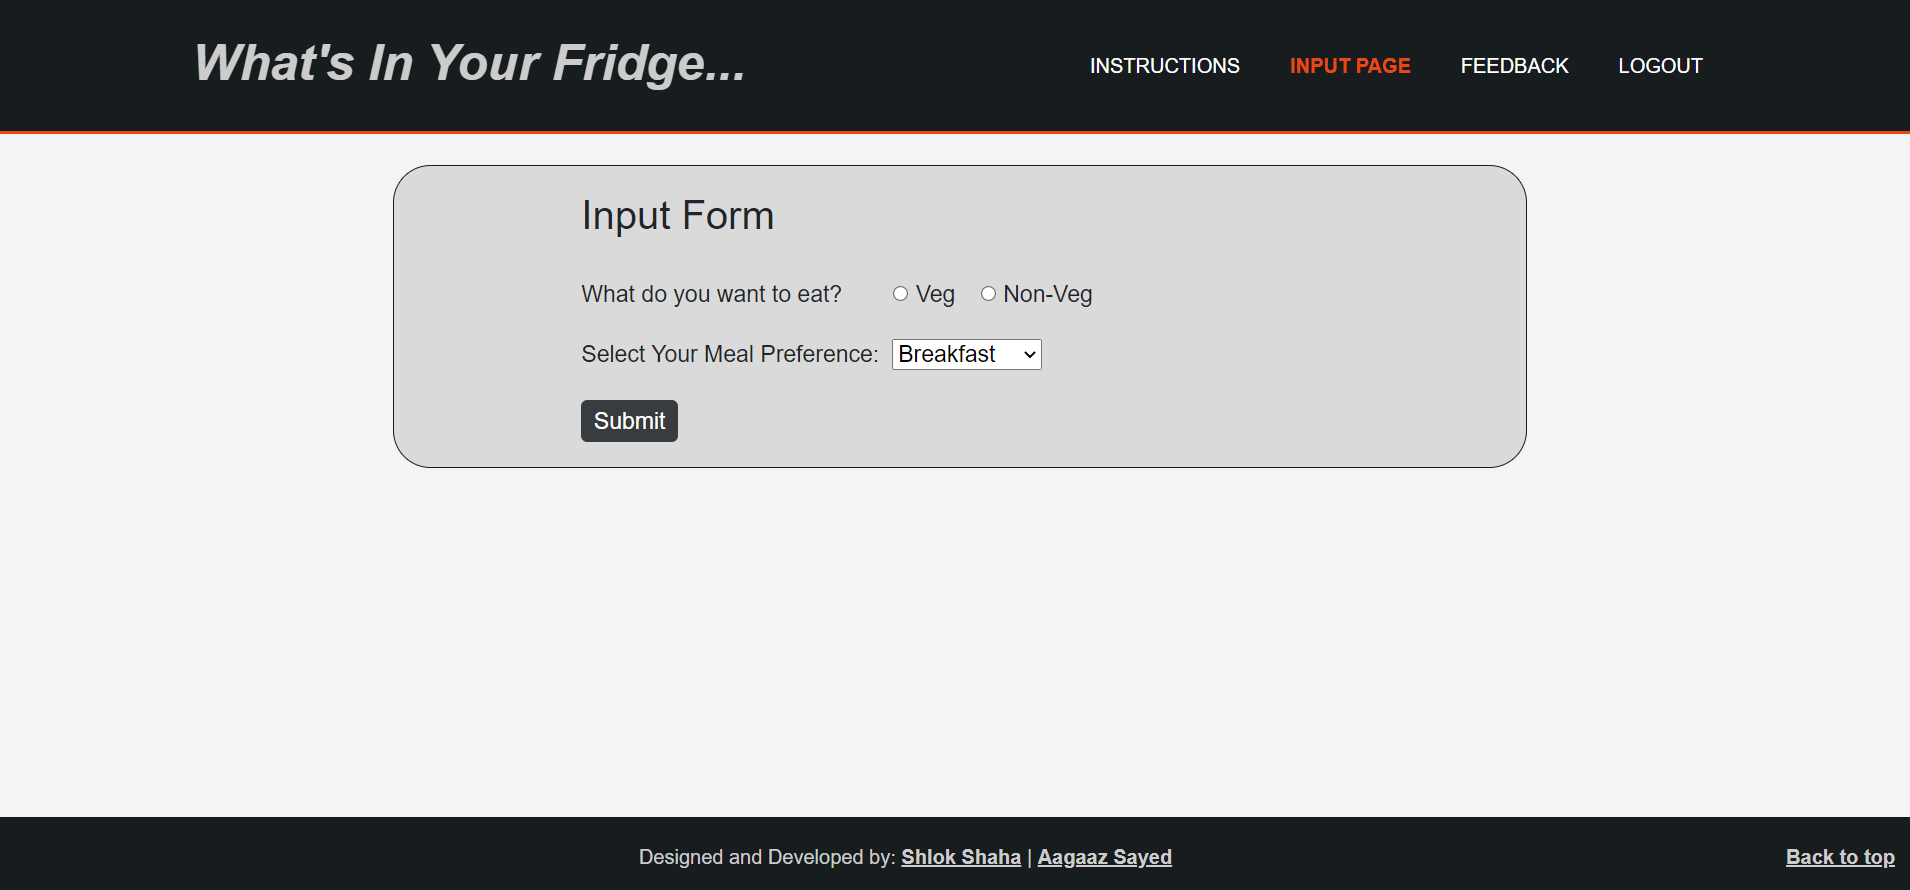 What's In Your Fridge...
INSTRUCTIONS INPUT PAGE FEEDBACK LOGOUT
Input Form
What do you want to eat? Veg Non-Veg
Select Your Meal Preference: Breakfast
Submit
Designed and Developed by: Shlok Shaha | Aagaaz Sayed
Back to top